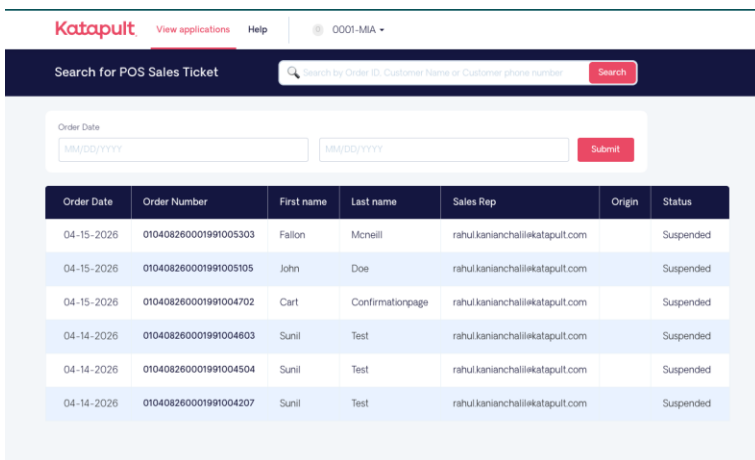 Katapult View applications Help 0 0001-MIA
Search for POS Sales Ticket Search by Order ID, Customer Name or Customer phone number Search
Order Date
MM/DD/YYYY MM/DD/YYYY Submit
Order Date Order Number First name Last name Sales Rep Origin Status
04-15-2026 010408260001991005303 Fallon Mcneill rahul.kanianchalil@katapult.com Suspended
04-15-2026 010408260001991005105 John Doe rahul.kanianchalil@katapult.com Suspended
04-15-2026 010408260001991004702 Cart Confirmationpage rahul.kanianchalil@katapult.com Suspended
04-14-2026 010408260001991004603 Sunil Test rahul.kanianchalil@katapult.com Suspended
04-14-2026 010408260001991004504 Sunil Test rahul.kanianchalil@katapult.com Suspended
04-14-2026 010408260001991004207 Sunil Test rahul.kanianchalil@katapult.com Suspended